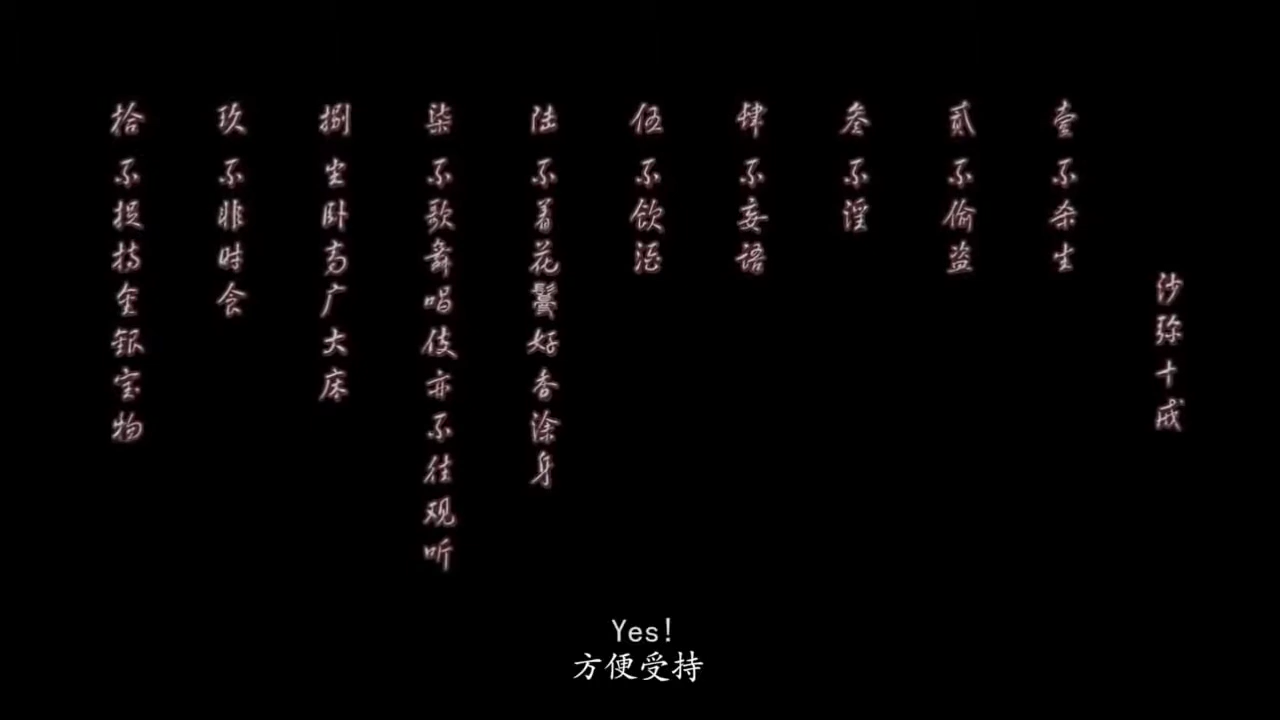 沙弥十戒
壹 不杀生
贰 不偷盗
叁 不淫
肆 不妄语
伍 不饮酒
陆 不着花鬘好香涂身
柒 不歌舞唱伎亦不往观听
捌 坐卧高广大床
玖 不非时食
拾 不捉持金银宝物
Yes!
方便受持